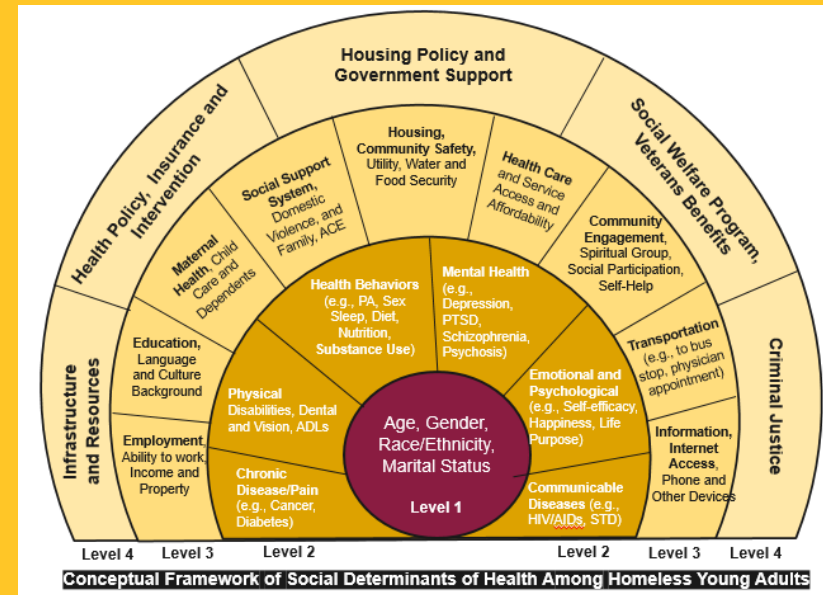 Housing Policy and
Government Support
Health Policy, Insurance and
Intervention
Social Welfare Program,
Veterans Benefits
Infrastructure
and Resources
Criminal Justice
Employment,
Ability to work,
Income and
Property
Education,
Language
and Culture
Background
Maternal
Health, Child
Care and
Dependents
Social Support
System,
Domestic
Violence, and
Family, ACE
Housing,
Community Safety,
Utility, Water and
Food Security
Health Care
and Service
Access and
Affordability
Community
Engagement,
Spiritual Group,
Social Participation,
Self-Help
Transportation
(e.g., to bus
stop, physician
appointment)
Information,
Internet
Access,
Phone and
Other Devices
Chronic
Disease/Pain
(e.g., Cancer,
Diabetes)
Physical
Disabilities, Dental
and Vision, ADLs
Health Behaviors
(e.g., PA, Sex
Sleep, Diet,
Nutrition,
Substance Use)
Mental Health
(e.g.,
Depression,
PTSD,
Schizophrenia,
Psychosis)
Emotional and
Psychological
(e.g., Self-efficacy,
Happiness, Life
Purpose)
Communicable
Diseases (e.g.,
HIV/AIDs, STD)
Age, Gender,
Race/Ethnicity,
Marital Status
Level 1
Level 4 Level 3 Level 2 Level 2 Level 3 Level 4
Conceptual Framework of Social Determinants of Health Among Homeless Young Adults